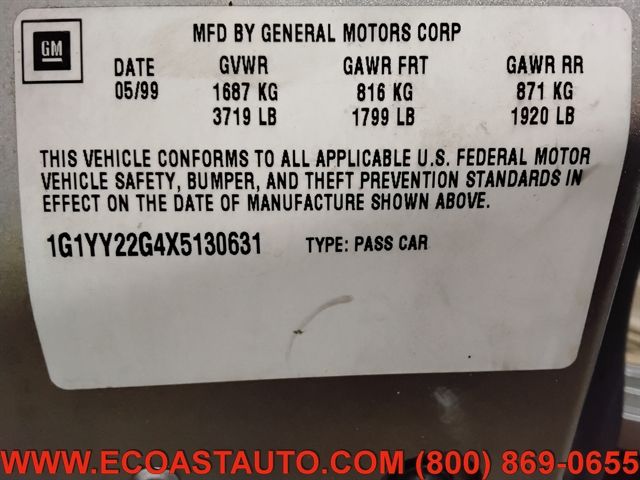 GM
MFD BY GENERAL MOTORS CORP
DATE GVWR GAWR FRT GAWR RR
05/99 1687 KG 816 KG 871 KG
3719 LB 1799 LB 1920 LB
THIS VEHICLE CONFORMS TO ALL APPLICABLE U.S. FEDERAL MOTOR
VEHICLE SAFETY, BUMPER, AND THEFT PREVENTION STANDARDS IN
EFFECT ON THE DATE OF MANUFACTURE SHOWN ABOVE.
1G1YY22G4X5130631 TYPE: PASS CAR
WWW.ECOASTAUTO.COM (800) 869-0655